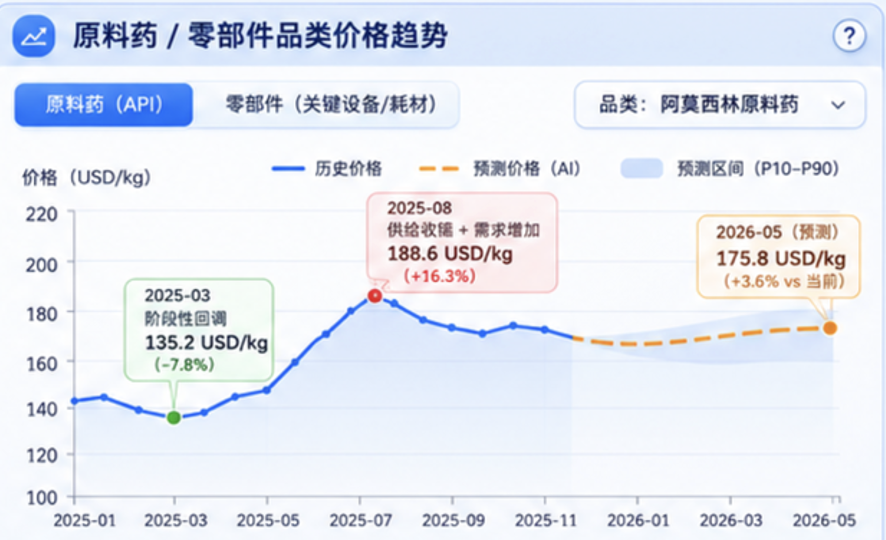 原料药 / 零部件品类价格趋势
?
原料药（API）
零部件（关键设备/耗材）
品类： 阿莫西林原料药
价格（USD/kg）
历史价格
预测价格（AI）
预测区间（P10–P90）
2025-08
供给收 + 需求增加
188.6 USD/kg
（+16.3%）
2026-05（预测）
175.8 USD/kg
（+3.6% vs 当前）
2025-03
阶段性回调
135.2 USD/kg
（-7.8%）
220
200
180
160
140
120
100
2025-01
2025-03
2025-05
2025-07
2025-09
2025-11
2026-01
2026-03
2026-05